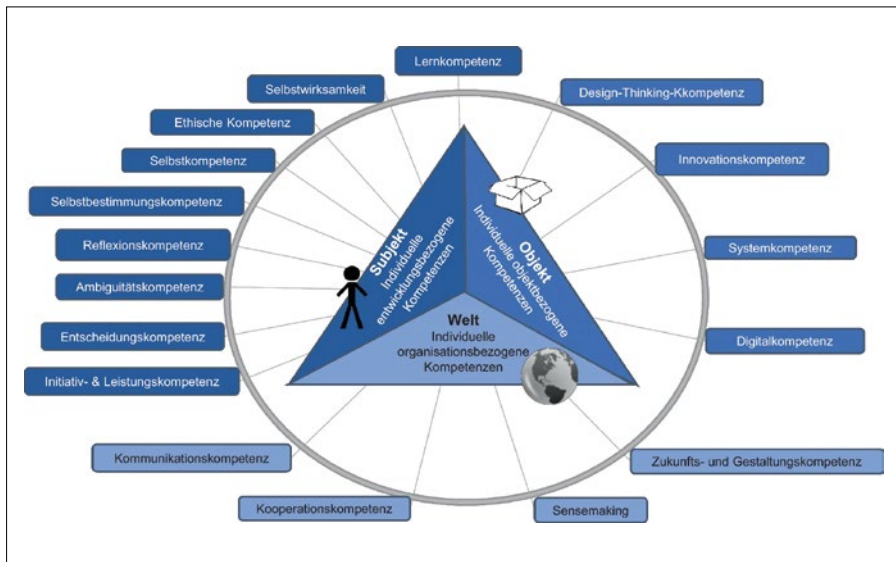 Lernkompetenz
Selbstwirksamkeit
Design-Thinking-Kkompetenz
Ethische Kompetenz
Selbstkompetenz
Innovationskompetenz
Selbstbestimmungskompetenz
Reflexionskompetenz
Systemkompetenz
Ambiguitätskompetenz
Entscheidungskompetenz
Digitalkompetenz
Initiativ- & Leistungskompetenz
Subjekt
Individuelle
entwicklungsbezogene
Kompetenzen
Objekt
Individuelle objektbezogene
Kompetenzen
Welt
Individuelle
organisationsbezogene
Kompetenzen
Kommunikationskompetenz
Zukunfts- und Gestaltungskompetenz
Kooperationskompetenz
Sensemaking